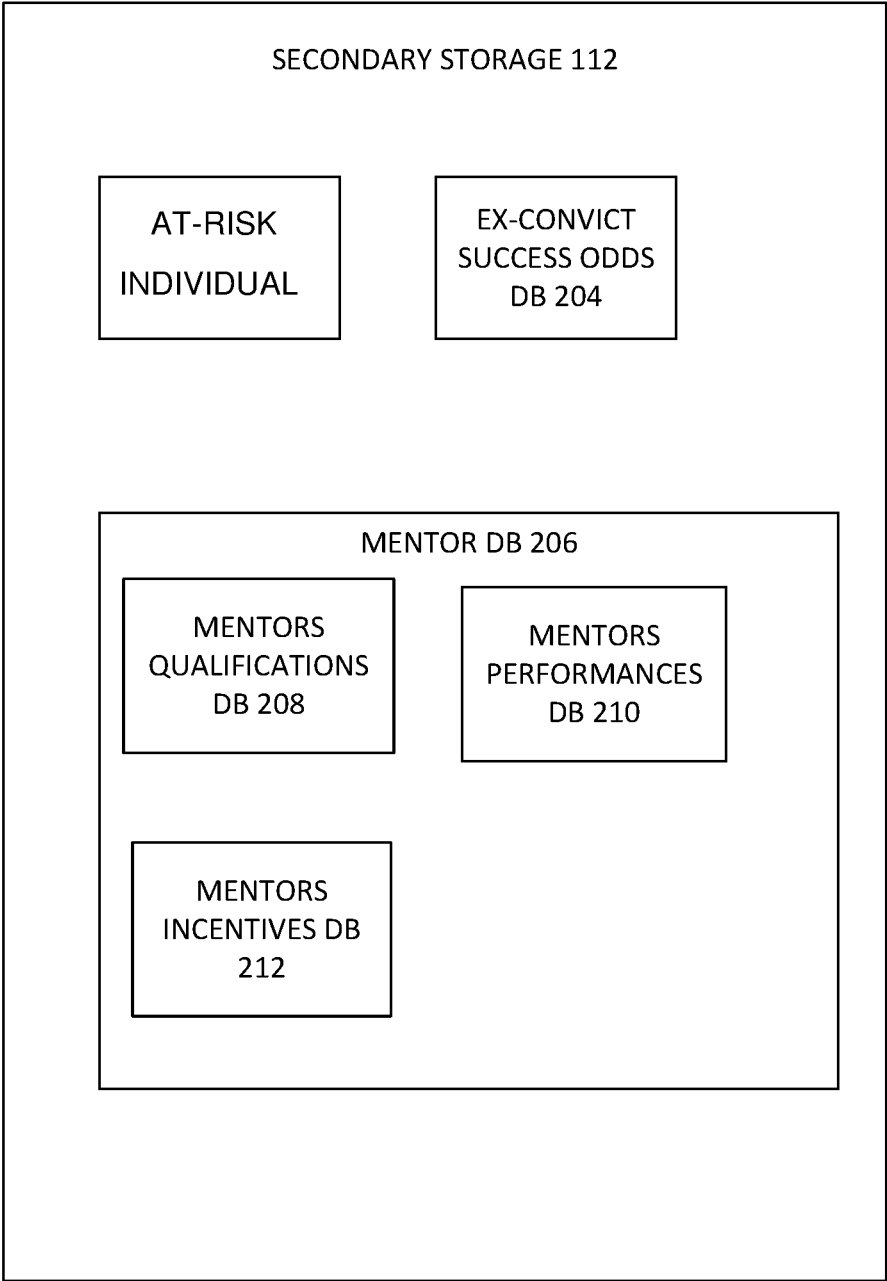 SECONDARY STORAGE 112
AT-RISK
INDIVIDUAL
EX-CONVICT
SUCCESS ODDS
DB 204
MENTOR DB 206
MENTORS
QUALIFICATIONS
DB 208
MENTORS
PERFORMANCES
DB 210
MENTORS
INCENTIVES DB
212